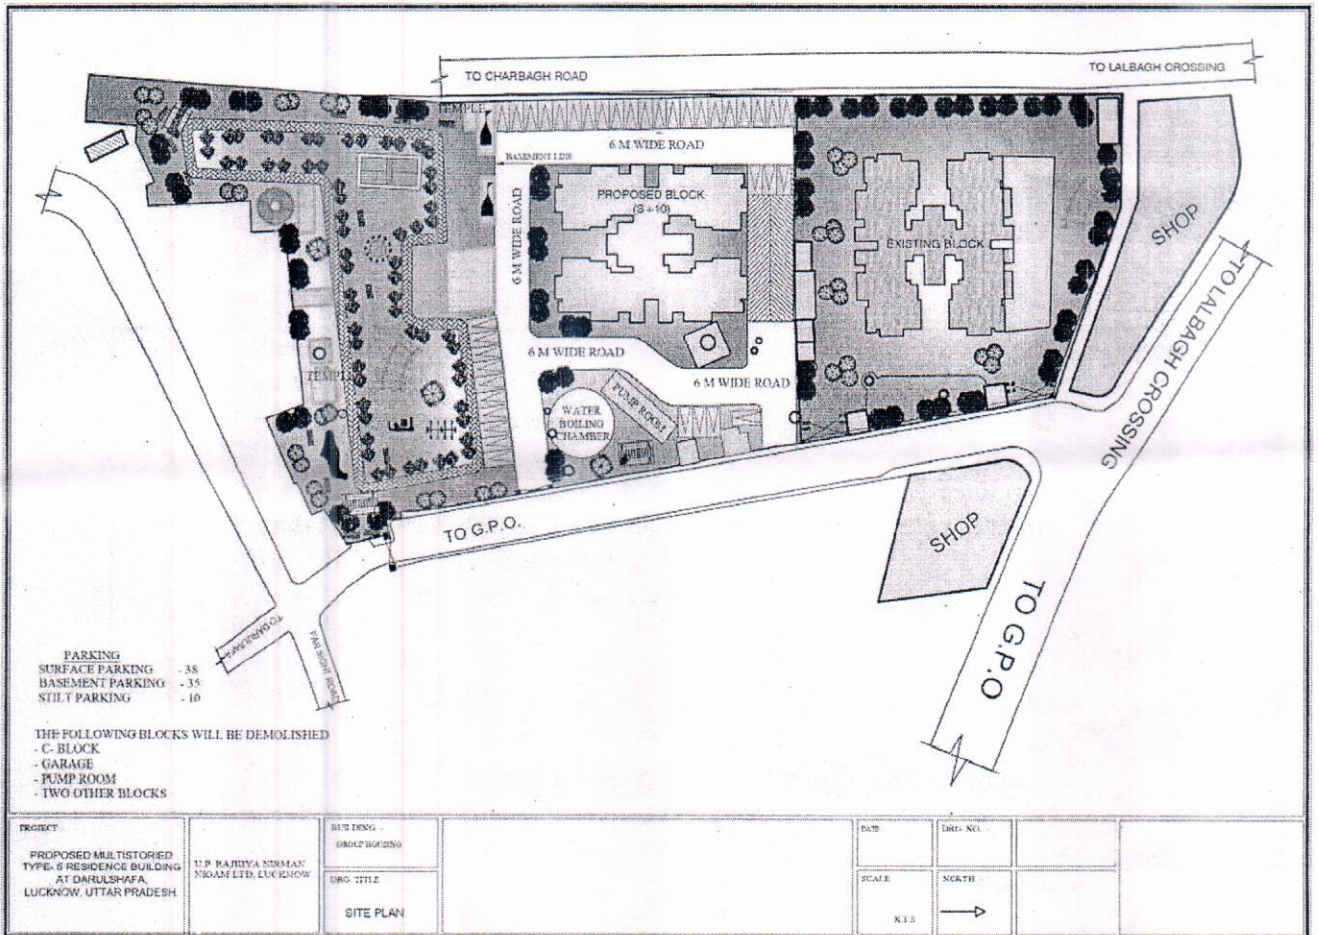 TO CHARBAGH ROAD
TO LALBAGH CROSSING
TEMPLE
6 M WIDE ROAD
BASEMENT LINE
PROPOSED BLOCK
(S+10)
6 M WIDE ROAD
EXISTING BLOCK
SHOP
TO LALBAGH CROSSING
6 M WIDE ROAD
6 M WIDE ROAD
TEMPLE
PUMP ROOM
WATER
BOILING
CHAMBER
TO G.P.O.
SHOP
TO G.P.O
TO DARULSHAFA
ROAD
PARKING
SURFACE PARKING - 38
BASEMENT PARKING - 35
STILT PARKING - 10
THE FOLLOWING BLOCKS WILL BE DEMOLISHED
- C- BLOCK
- GARAGE
- PUMP ROOM
- TWO OTHER BLOCKS
PROJECT -
PROPOSED MULTISTORIED
TYPE- 5 RESIDENCE BUILDING
AT DARULSHAFA,
LUCKNOW, UTTAR PRADESH.
U.P. RAJKIYA NIRMAN
NIGAM LTD, LUCKNOW
BUILDING -
GROUP HOUSING
DRG TITLE
SITE PLAN
DATE
DRG. NO.
SCALE
N.T.S
NORTH -